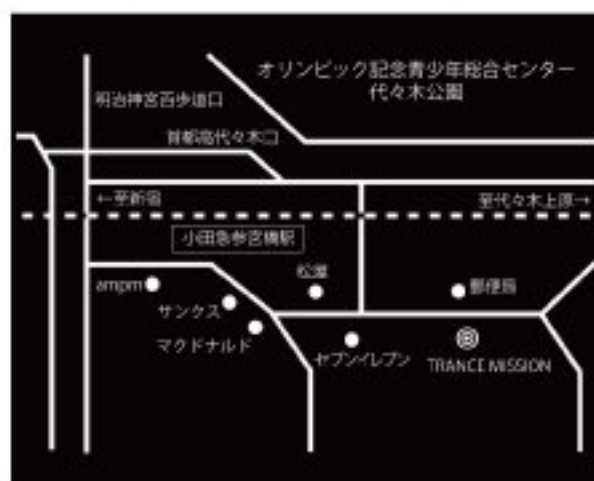 オリンピック記念青少年総合センター
代々木公園
明治神宮西歩道口
首都高代々木口
←至新宿
至代々木上原→
小田急参宮橋駅
松屋
ampm
郵便局
サンクス
マクドナルド
セブンイレブン
TRANCE MISSION